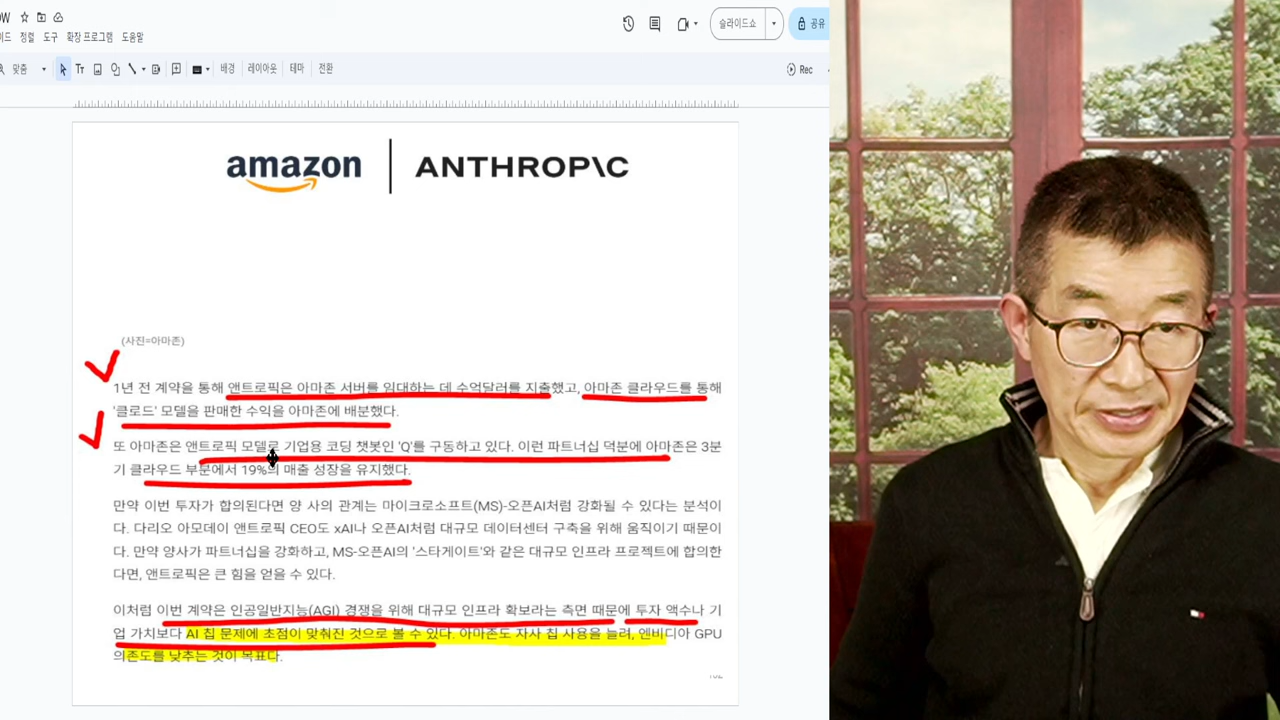 OW
이드 정렬 도구 확장 프로그램 도움말
슬라이드쇼
공유
맞춤 Tт 배경 레이아웃 테마 전환
Rec
amazon | ANTHROP\C
(사진=아마존)
1년 전 계약을 통해 앤트로픽은 아마존 서버를 임대하는 데 수억달러를 지출했고, 아마존 클라우드를 통해
'클로드' 모델을 판매한 수익을 아마존에 배분했다.
또 아마존은 앤트로픽 모델로 기업용 코딩 챗봇인 'Q'를 구동하고 있다. 이런 파트너십 덕분에 아마존은 3분
기 클라우드 부문에서 19%의 매출 성장을 유지했다.
만약 이번 투자가 합의된다면 양 사의 관계는 마이크로소프트(MS)-오픈AI처럼 강화될 수 있다는 분석이
다. 다리오 아모데이 앤트로픽 CEO도 xAI나 오픈AI처럼 대규모 데이터센터 구축을 위해 움직이기 때문이
다. 만약 양사가 파트너십을 강화하고, MS-오픈AI의 '스타게이트'와 같은 대규모 인프라 프로젝트에 합의한
다면, 앤트로픽은 큰 힘을 얻을 수 있다.
이처럼 이번 계약은 인공일반지능(AGI) 경쟁을 위해 대규모 인프라 확보라는 측면 때문에 투자 액수나 기
업 가치보다 AI 칩 문제에 초점이 맞춰진 것으로 볼 수 있다. 아마존도 자사 칩 사용을 늘려, 엔비디아 GPU
의존도를 낮추는 것이 목표다.